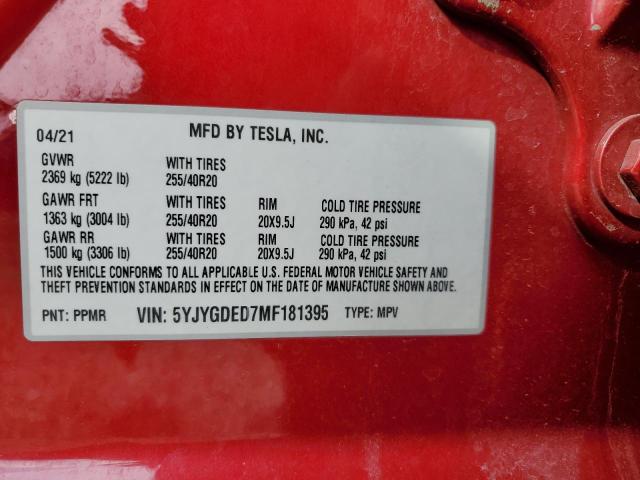 04/21 MFD BY TESLA, INC.
GVWR WITH TIRES
2369 kg (5222 lb) 255/40R20
GAWR FRT WITH TIRES RIM COLD TIRE PRESSURE
1363 kg (3004 lb) 255/40R20 20X9.5J 290 kPa, 42 psi
GAWR RR WITH TIRES RIM COLD TIRE PRESSURE
1500 kg (3306 lb) 255/40R20 20X9.5J 290 kPa, 42 psi
THIS VEHICLE CONFORMS TO ALL APPLICABLE U.S. FEDERAL MOTOR VEHICLE SAFETY AND
THEFT PREVENTION STANDARDS IN EFFECT ON THE DATE OF MANUFACTURE SHOWN ABOVE.
PNT: PPMR VIN: 5YJYGDED7MF181395 TYPE: MPV